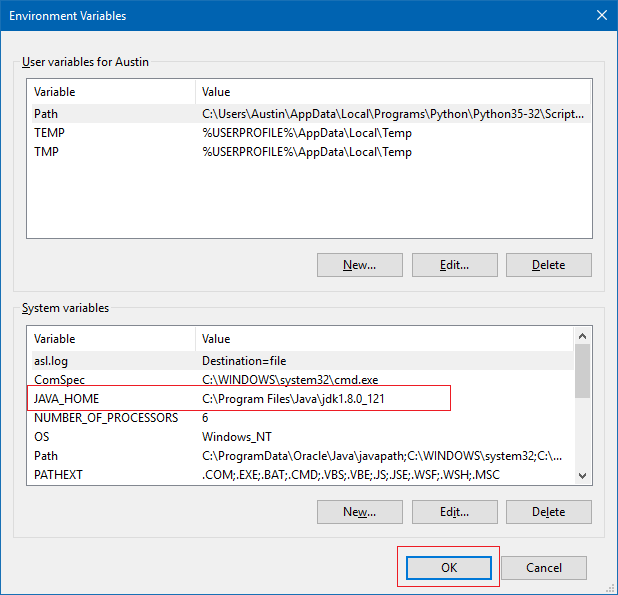 Environment Variables
User variables for Austin
Variable Value
Path C:\Users\Austin\AppData\Local\Programs\Python\Python35-32\Script...
TEMP %USERPROFILE%\AppData\Local\Temp
TMP %USERPROFILE%\AppData\Local\Temp
New... Edit... Delete
System variables
Variable Value
asl.log Destination=file
ComSpec C:\WINDOWS\system32\cmd.exe
JAVA_HOME C:\Program Files\Java\jdk1.8.0_121
NUMBER_OF_PROCESSORS 6
OS Windows_NT
Path C:\ProgramData\Oracle\Java\javapath;C:\WINDOWS\system32;C:\...
PATHEXT .COM;.EXE;.BAT;.CMD;.VBS;.VBE;.JS;.JSE;.WSF;.WSH;.MSC
New... Edit... Delete
OK Cancel